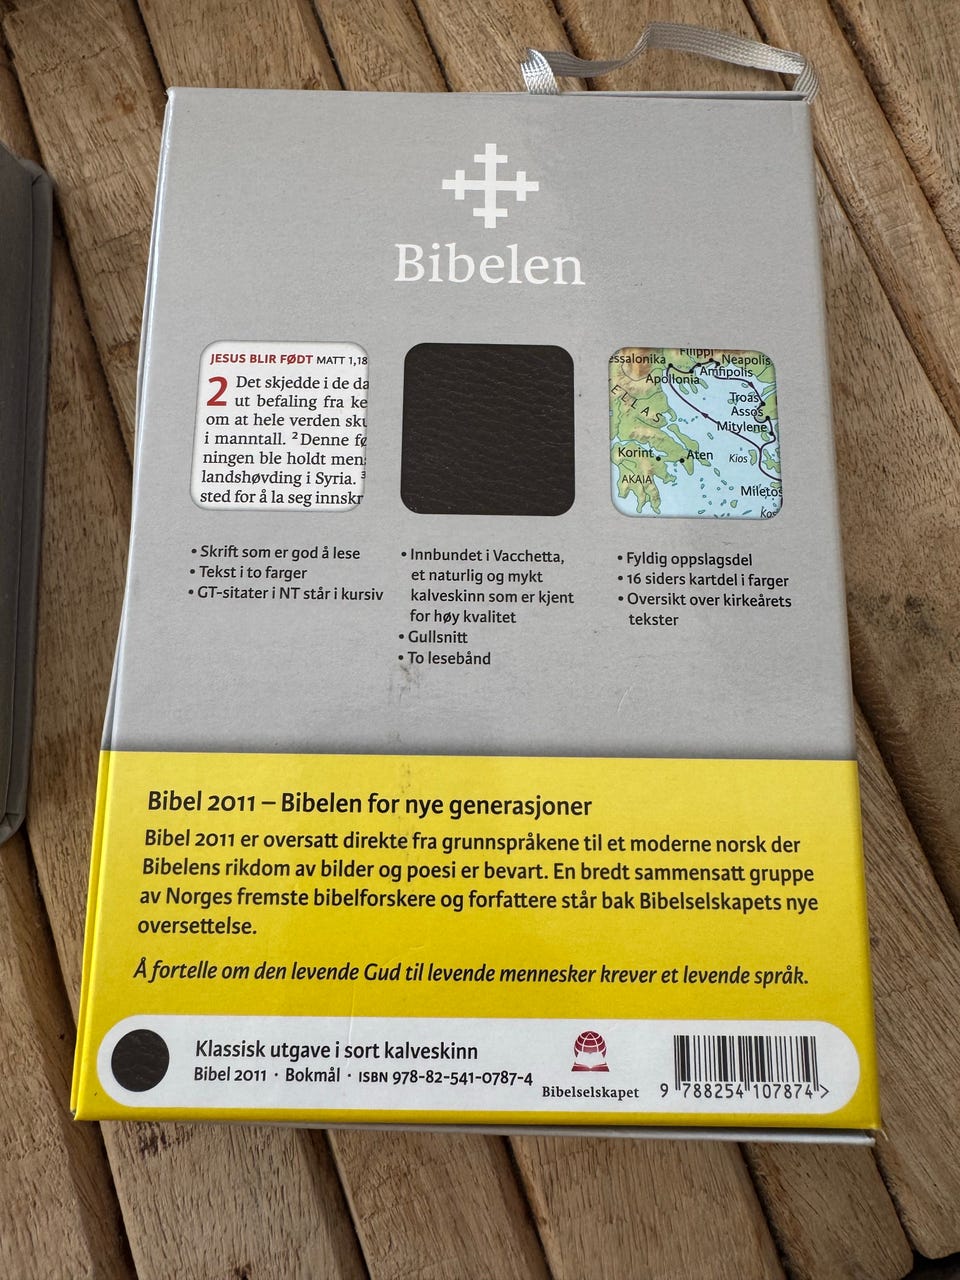 Bibelen
JESUS BLIR FØDT MATT 1,18
2 Det skjedde i de da
ut befaling fra ke
om at hele verden sku
i manntall. ²Denne fø
ningen ble holdt men
landshøvding i Syria. ³
sted for å la seg innskr
essalonika
Filippi
Neapolis
Amfipolis
Apollonia
ELLAS
Troas
Assos
Mitylene
Korint
Aten
Kios
AKAIA
Miletos
Kos
• Skrift som er god å lese
• Tekst i to farger
• GT-sitater i NT står i kursiv
• Innbundet i Vacchetta,
et naturlig og mykt
kalveskinn som er kjent
for høy kvalitet
• Gullsnitt
• To lesebånd
• Fyldig oppslagsdel
• 16 siders kartdel i farger
• Oversikt over kirkeårets
tekster
Bibel 2011 – Bibelen for nye generasjoner
Bibel 2011 er oversatt direkte fra grunnspråkene til et moderne norsk der
Bibelens rikdom av bilder og poesi er bevart. En bredt sammensatt gruppe
av Norges fremste bibelforskere og forfattere står bak Bibelselskapets nye
oversettelse.
Å fortelle om den levende Gud til levende mennesker krever et levende språk.
Klassisk utgave i sort kalveskinn
Bibel 2011 · Bokmål · ISBN 978-82-541-0787-4
Bibelselskapet
9 788254 107874 >